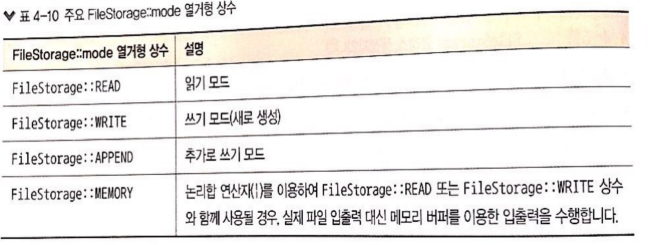 ▼ 표 4-10 주요 FileStorage::mode 열거형 상수
FileStorage::mode 열거형 상수 설명
FileStorage::READ 읽기 모드
FileStorage::WRITE 쓰기 모드(새로 생성)
FileStorage::APPEND 추가로 쓰기 모드
FileStorage::MEMORY 논리합 연산자(|)를 이용하여 FileStorage::READ 또는 FileStorage::WRITE 상수
와 함께 사용될 경우, 실제 파일 입출력 대신 메모리 버퍼를 이용한 입출력을 수행합니다.